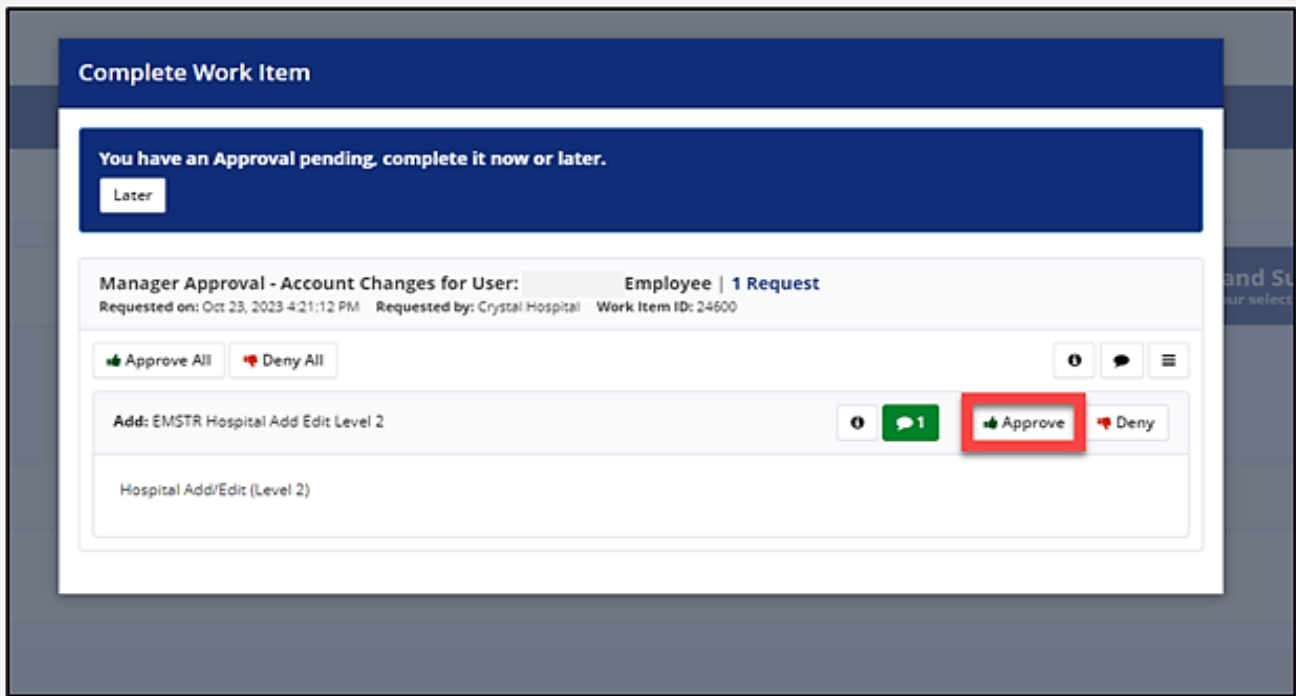 Complete Work Item
You have an Approval pending, complete it now or later.
Later
Manager Approval - Account Changes for User: Employee | 1 Request
Requested on: Oct 23, 2023 4:21:12 PM Requested by: Crystal Hospital Work Item ID: 24600
Approve All Deny All
Add: EMSTR Hospital Add Edit Level 2 1 Approve Deny
Hospital Add/Edit (Level 2)
and Su
our select